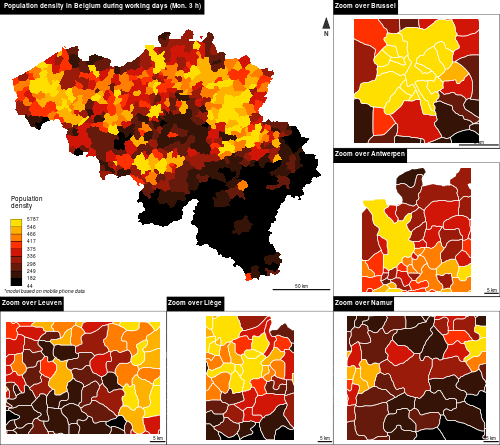 Population density in Belgium during working days (Mon. 3 h)
N
Population
density
5787
546
466
417
375
336
298
249
182
44
*model based on mobile phone data
50 km
Zoom over Brussel
Zoom over Antwerpen
5 km
Zoom over Leuven
5 km
Zoom over Liège
5 km
Zoom over Namur
5 km